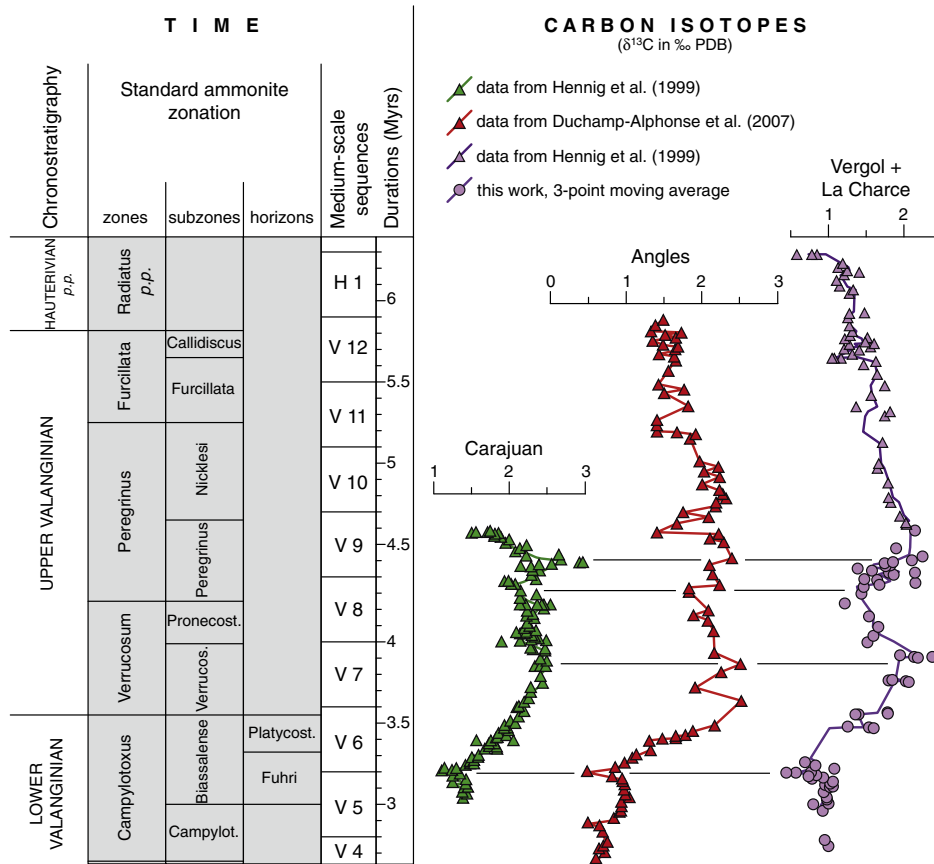 TIME
CARBON ISOTOPES
(δ¹³C in ‰ PDB)
data from Hennig et al. (1999)
data from Duchamp-Alphonse et al. (2007)
data from Hennig et al. (1999)
this work, 3-point moving average
Chronostratigraphy
Standard ammonite
zonation
zones
subzones
horizons
Medium-scale
sequences
Durations (Myrs)
HAUTERIVIAN
p.p.
UPPER VALANGINIAN
LOWER
VALANGINIAN
Radiatus
p.p.
Furcillata
Peregrinus
Verrucosum
Campylotoxus
Callidiscus
Furcillata
Nicklesi
Peregrinus
Pronecost.
Verrucos.
Biassalense
Campylot.
Platycost.
Fuhri
H 1
V 12
V 11
V 10
V 9
V 8
V 7
V 6
V 5
V 4
6
5.5
5
4.5
4
3.5
3
Carajuan
1 2 3
Angles
0 1 2 3
Vergol +
La Charce
1 2